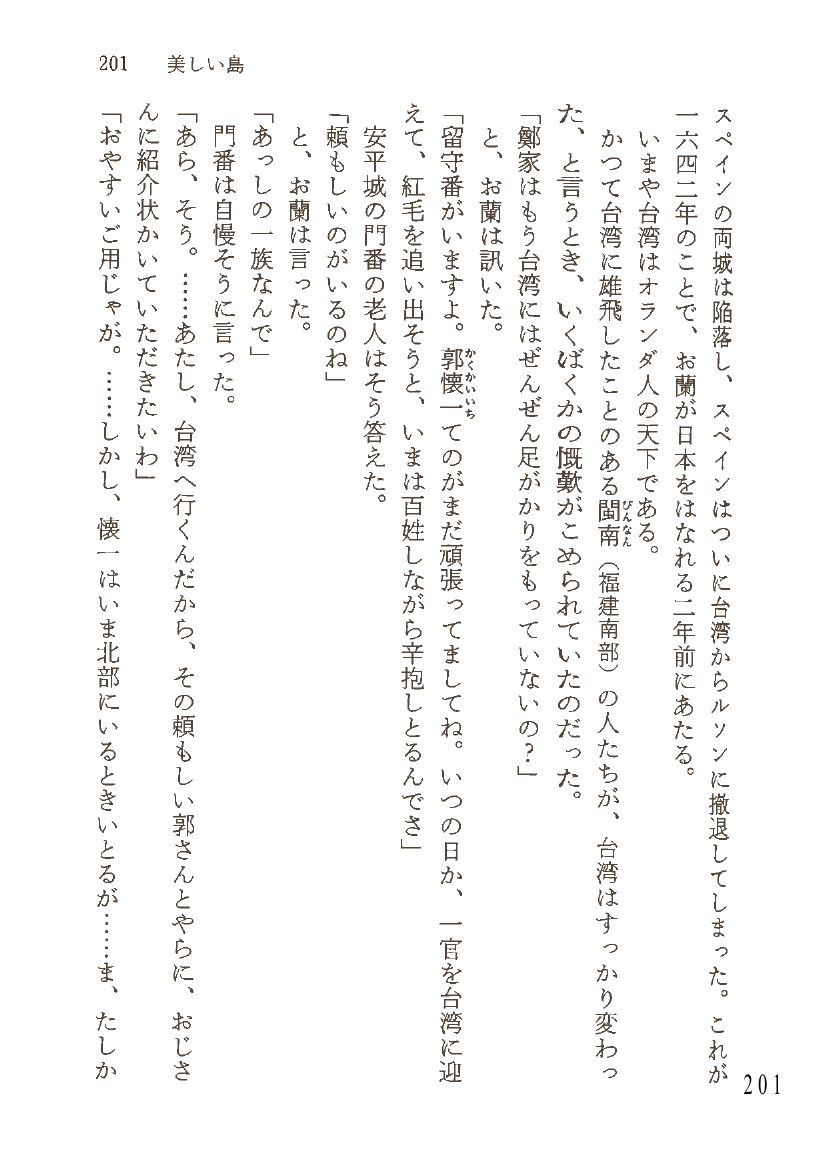 201　美しい島
スペインの両城は陥落し、スペインはついに台湾からルソンに撤退してしまった。これが
一六四二年のことで、お蘭が日本をはなれる二年前にあたる。
いまや台湾はオランダ人の天下である。
かつて台湾に雄飛したことのある閩南（福建南部）の人たちが、台湾はすっかり変わっ
びんなん
た、と言うとき、いくばくかの慨歎がこめられていたのだった。
「鄭家はもう台湾にはぜんぜん足がかりをもっていないの？」
と、お蘭は訊いた。
「留守番がいますよ。郭懐一てのがまだ頑張ってましてね。いつの日か、一官を台湾に迎
かくかいいち
えて、紅毛を追い出そうと、いまは百姓しながら辛抱しとるんでさ」
安平城の門番の老人はそう答えた。
「頼もしいのがいるのね」
と、お蘭は言った。
「あっしの一族なんで」
門番は自慢そうに言った。
「あら、そう。……あたし、台湾へ行くんだから、その頼もしい郭さんとやらに、おじさ
んに紹介状かいていただきたいわ」
「おやすいご用じゃが。……しかし、懐一はいま北部にいるときいとるが……ま、たしか
201